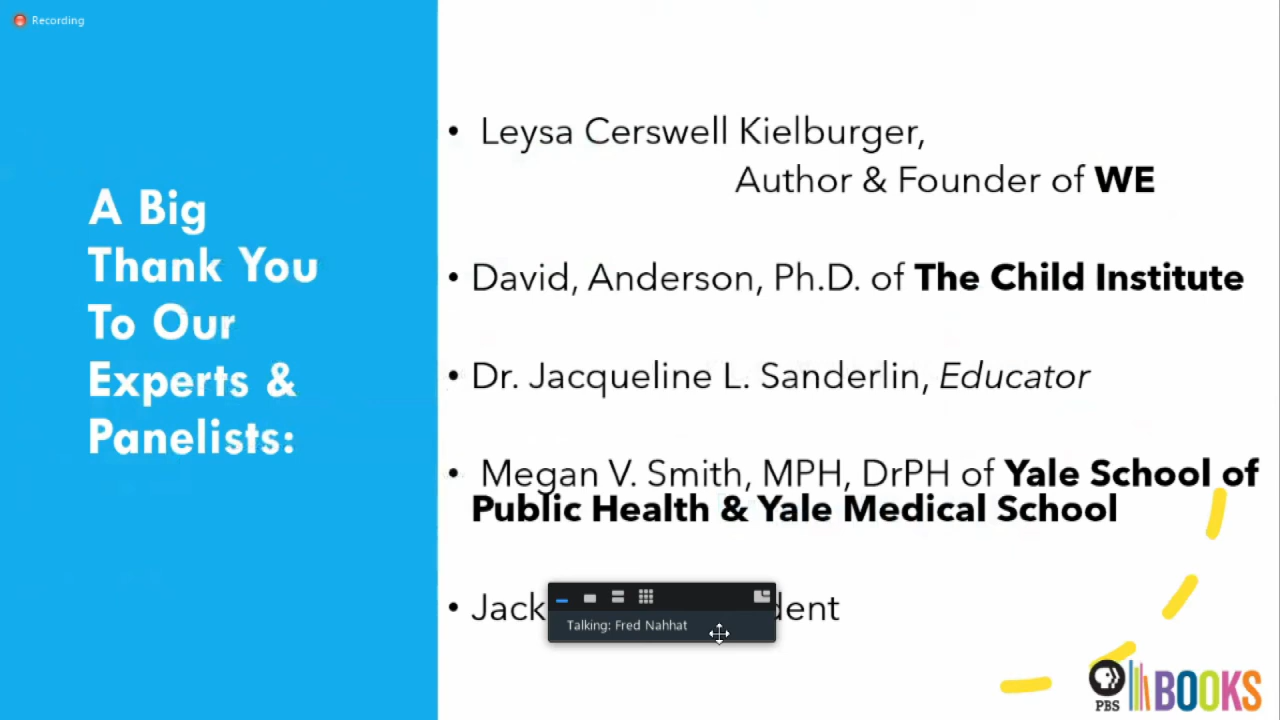 Recording
A Big
Thank You
To Our
Experts &
Panelists:
• Leysa Cerswell Kielburger,
Author & Founder of WE
• David, Anderson, Ph.D. of The Child Institute
• Dr. Jacqueline L. Sanderlin, Educator
• Megan V. Smith, MPH, DrPH of Yale School of
Public Health & Yale Medical School
• Jack
Talking: Fred Nahhat
PBS BOOKS